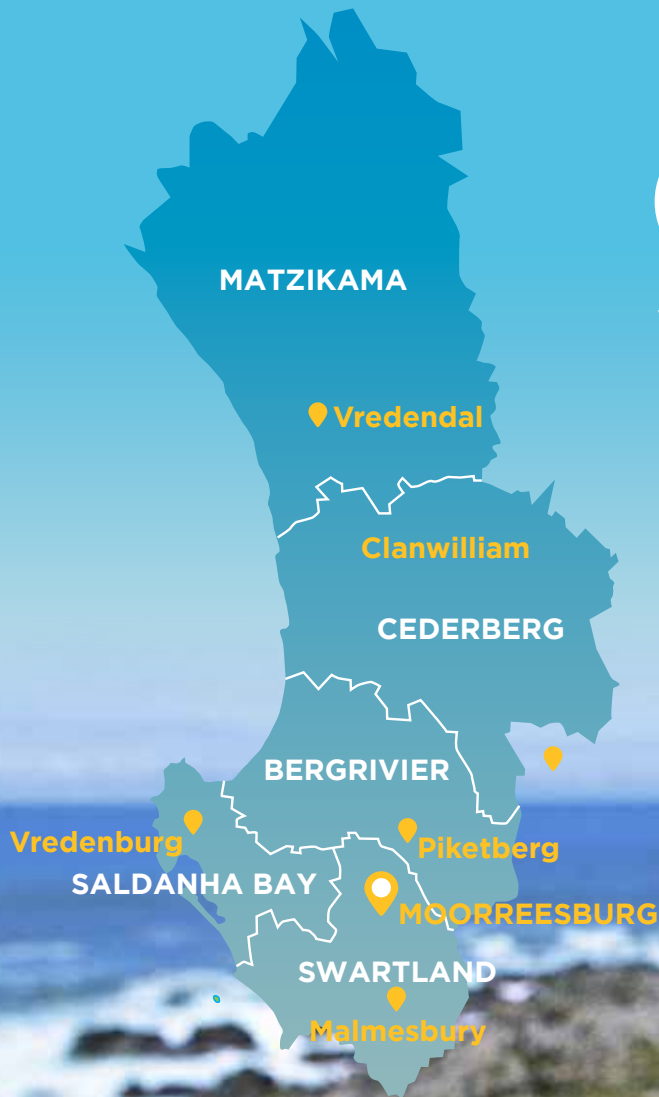 MATZIKAMA
Vredendal
Clanwilliam
CEDERBERG
BERGRIVIER
Vredenburg
Piketberg
SALDANHA BAY
MOORREESBURG
SWARTLAND
Malmesbury